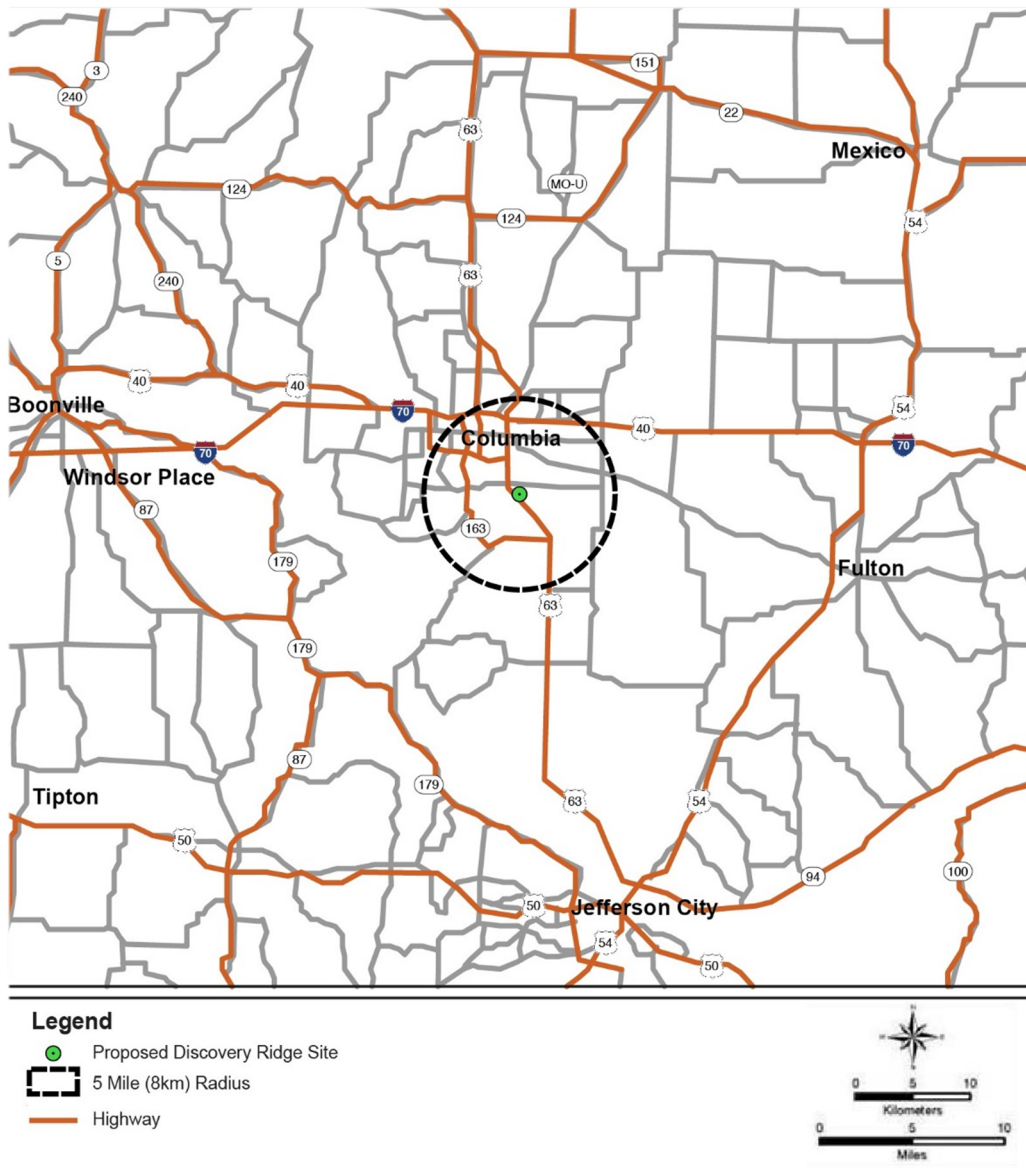 3
151
240
63
22
Mexico
MO-U
124
124
54
5
63
240
40
40
54
Boonville
70
40
Columbia
70
Windsor Place
70
87
163
179
Fulton
63
179
87
179
Tipton
63
54
50
94
100
50
Jefferson City
54
50
Legend
Proposed Discovery Ridge Site
5 Mile (8km) Radius
Highway
N
W E
S
0 5 10
Kilometers
0 5 10
Miles